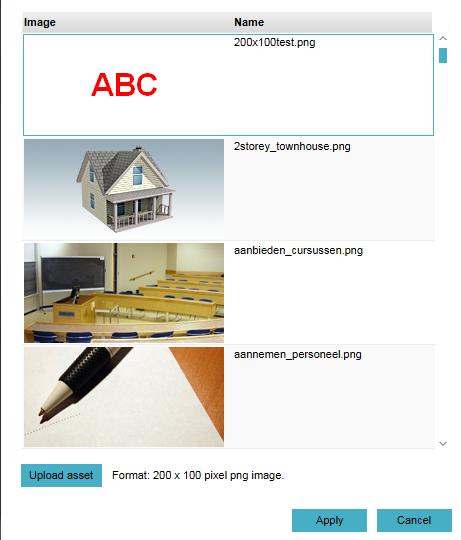 Image Name
200x100test.png
ABC
2storey_townhouse.png
aanbieden_cursussen.png
aannemen_personeel.png
Upload asset Format: 200 x 100 pixel png image.
Apply Cancel